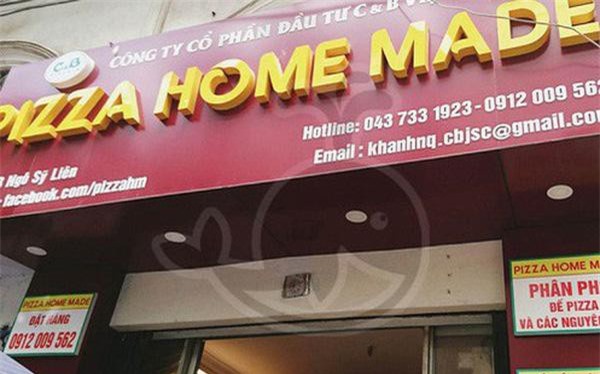 CÔNG TY CỔ PHẦN ĐẦU TƯ C & B
C&B
PIZZA HOME MADE
Hotline: 043 733 1923 - 0912 009 562
Email : khanhnq.cbjsc@gmail.com
Ngô Sỹ Liên
facebook.com/pizzahm
PIZZA HOME MADE
ĐẶT HÀNG
0912 009 562
PIZZA HOME MADE
PHÂN
ĐẾ PIZZA
VÀ CÁC NGUYÊN